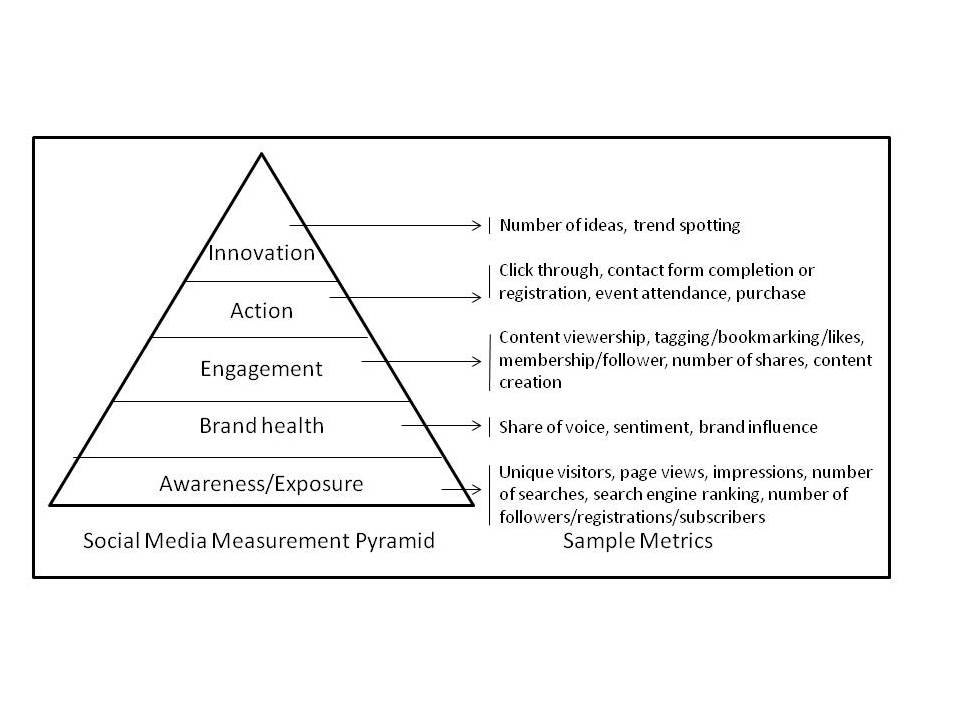 Innovation
Number of ideas, trend spotting
Action
Click through, contact form completion or
registration, event attendance, purchase
Engagement
Content viewership, tagging/bookmarking/likes,
membership/follower, number of shares, content
creation
Brand health
Share of voice, sentiment, brand influence
Awareness/Exposure
Unique visitors, page views, impressions, number
of searches, search engine ranking, number of
followers/registrations/subscribers
Social Media Measurement Pyramid
Sample Metrics